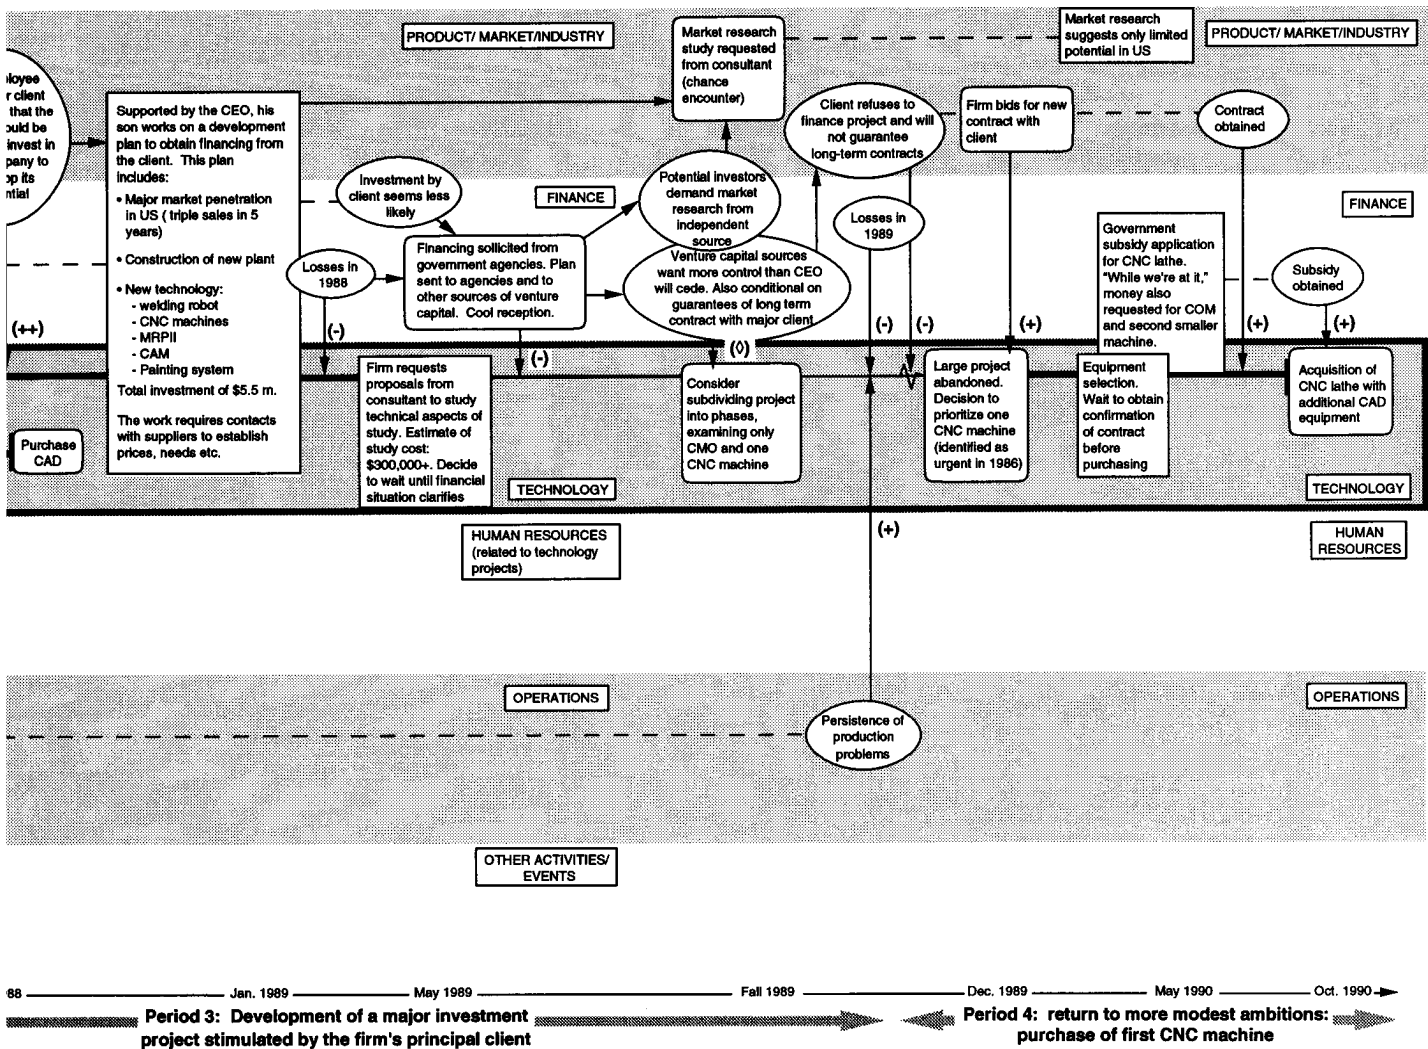 PRODUCT/ MARKET/INDUSTRY
Market research
study requested
from consultant
(chance
encounter)
Market research
suggests only limited
potential in US
PRODUCT/ MARKET/INDUSTRY
loyee
r client
that the
ould be
invest in
pany to
op its
ntial
Supported by the CEO, his
son works on a development
plan to obtain financing from
the client. This plan
includes:
• Major market penetration
in US ( triple sales in 5
years)
• Construction of new plant
• New technology:
- welding robot
- CNC machines
- MRPII
- CAM
- Painting system
Total investment of $5.5 m.
The work requires contacts
with suppliers to establish
prices, needs etc.
Client refuses to
finance project and will
not guarantee
long-term contracts
Firm bids for new
contract with
client
Contract
obtained
Investment by
client seems less
likely
FINANCE
Potential investors
demand market
research from
independent
source
Losses in
1989
FINANCE
Losses in
1988
Financing sollicited from
government agencies. Plan
sent to agencies and to
other sources of venture
capital. Cool reception.
Venture capital sources
want more control than CEO
will cede. Also conditional on
guarantees of long term
contract with major client
Government
subsidy application
for CNC lathe.
"While we're at it,"
money also
requested for COM
and second smaller
machine.
Subsidy
obtained
(++)
(-)
(-)
(◊)
(-)
(-)
(+)
(+)
(+)
Purchase
CAD
Firm requests
proposals from
consultant to study
technical aspects of
study. Estimate of
study cost:
$300,000+. Decide
to wait until financial
situation clarifies
TECHNOLOGY
Consider
subdividing project
into phases,
examining only
CMO and one
CNC machine
Large project
abandoned.
Decision to
prioritize one
CNC machine
(identified as
urgent in 1986)
Equipment
selection.
Wait to obtain
confirmation
of contract
before
purchasing
Acquisition of
CNC lathe with
additional CAD
equipment
TECHNOLOGY
HUMAN RESOURCES
(related to technology
projects)
(+)
HUMAN
RESOURCES
OPERATIONS
OPERATIONS
Persistence of
production
problems
OTHER ACTIVITIES/
EVENTS
88
Jan. 1989
May 1989
Fall 1989
Dec. 1989
May 1990
Oct. 1990
Period 3: Development of a major investment
project stimulated by the firm's principal client
Period 4: return to more modest ambitions:
purchase of first CNC machine